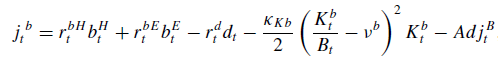 j_t^b = r_t^{bH} b_t^H + r_t^{bE} b_t^E − r_t^d d_t − \frac{κ_{Kb}}{2} \left( \frac{K_t^b}{B_t} − ν^b \right)^2 K_t^b − Adj_t^B